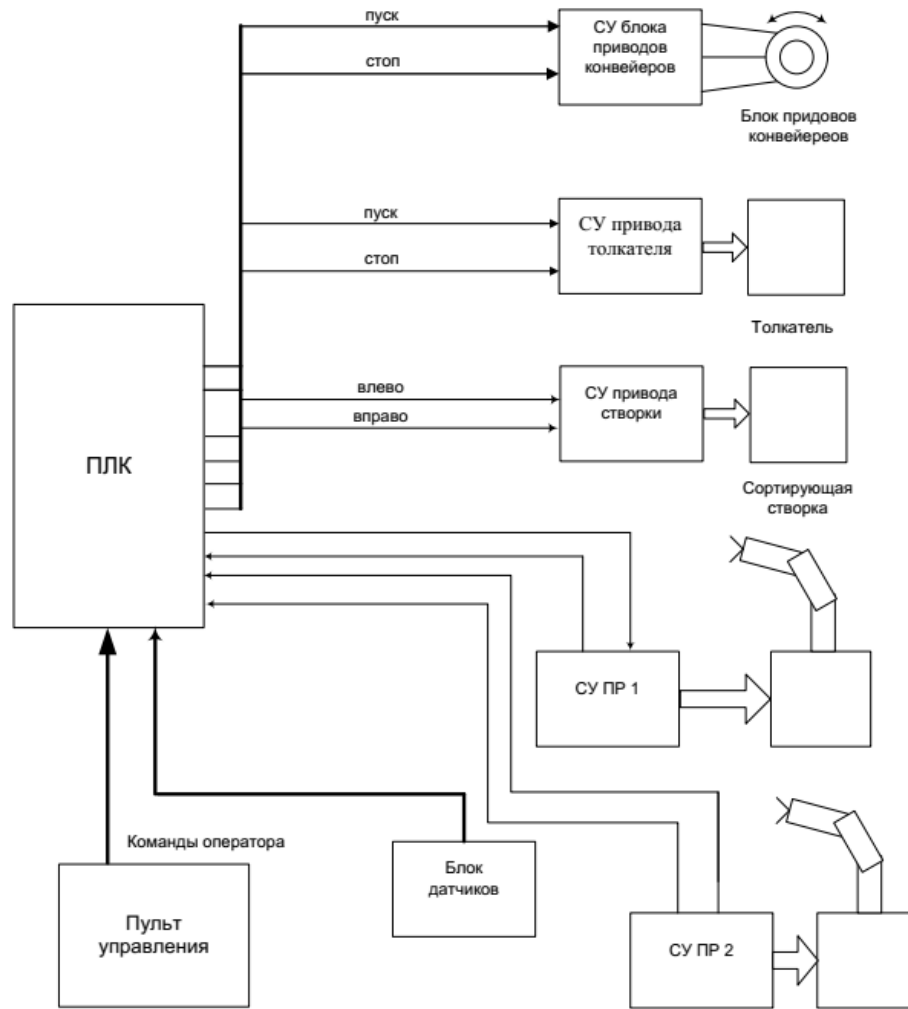 пуск
стоп
СУ блока
приводов
конвейеров
Блок придовов
конвейереов
пуск
стоп
СУ привода
толкателя
Толкатель
влево
вправо
СУ привода
створки
Сортирующая
створка
ПЛК
СУ ПР 1
Команды оператора
Пульт
управления
Блок
датчиков
СУ ПР 2